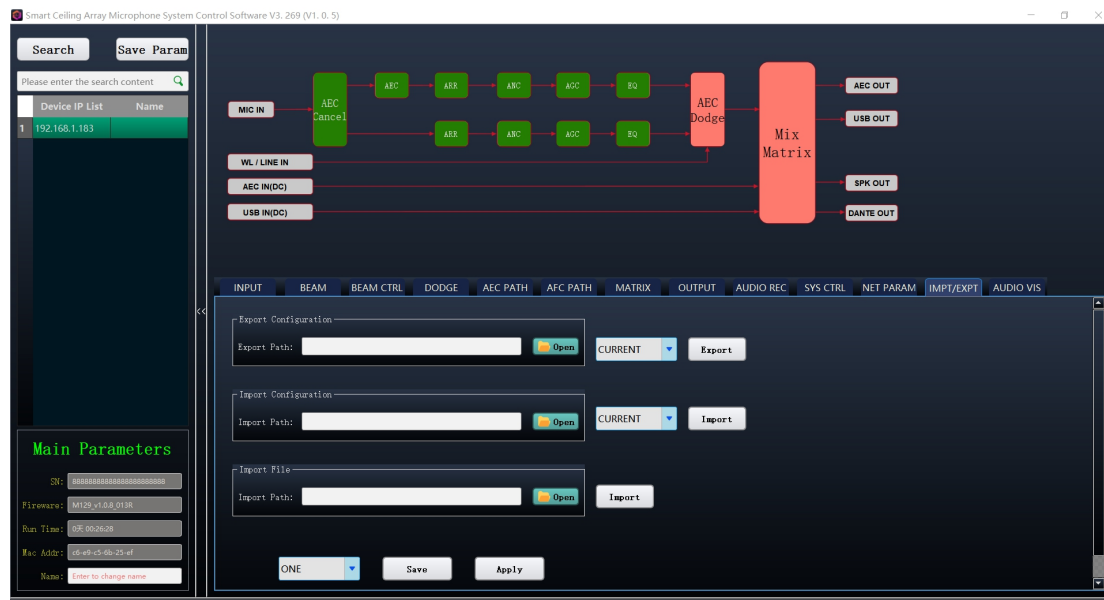 Smart Ceiling Array Microphone System Control Software V3. 269 (V1. 0. 5)
Search
Save Param
Please enter the search content
Device IP List
Name
1
192.168.1.183
Main Parameters
SN:
Fireware:
M129_v1.0.8_013R
Run Time:
0天 00:26:28
Mac Addr:
c6-e9-c5-6b-25-ef
Name:
Enter to change name
<<
MIC IN
AEC
Cancel
AEC
ARR
ANC
AGC
EQ
ARR
ANC
AGC
EQ
AEC
Dodge
WL / LINE IN
AEC IN(DC)
USB IN(DC)
Mix
Matrix
AEC OUT
USB OUT
SPK OUT
DANTE OUT
INPUT
BEAM
BEAM CTRL
DODGE
AEC PATH
AFC PATH
MATRIX
OUTPUT
AUDIO REC
SYS CTRL
NET PARAM
IMPT/EXPT
AUDIO VIS
Export Configuration
Export Path:
Open
CURRENT
Export
Import Configuration
Import Path:
Open
CURRENT
Import
Import File
Import Path:
Open
Import
ONE
Save
Apply